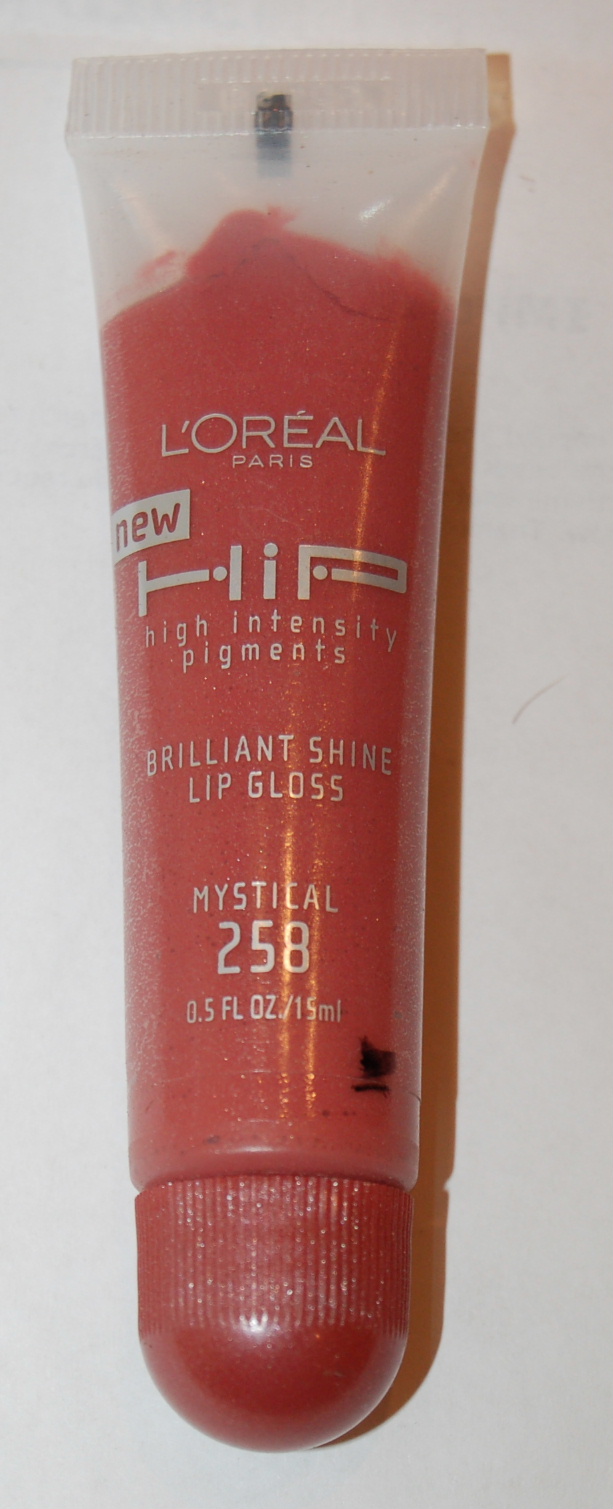 L'ORÉAL
PARIS
new
HiP
high intensity
pigments
BRILLIANT SHINE
LIP GLOSS
MYSTICAL
258
0.5 FL OZ./15ml